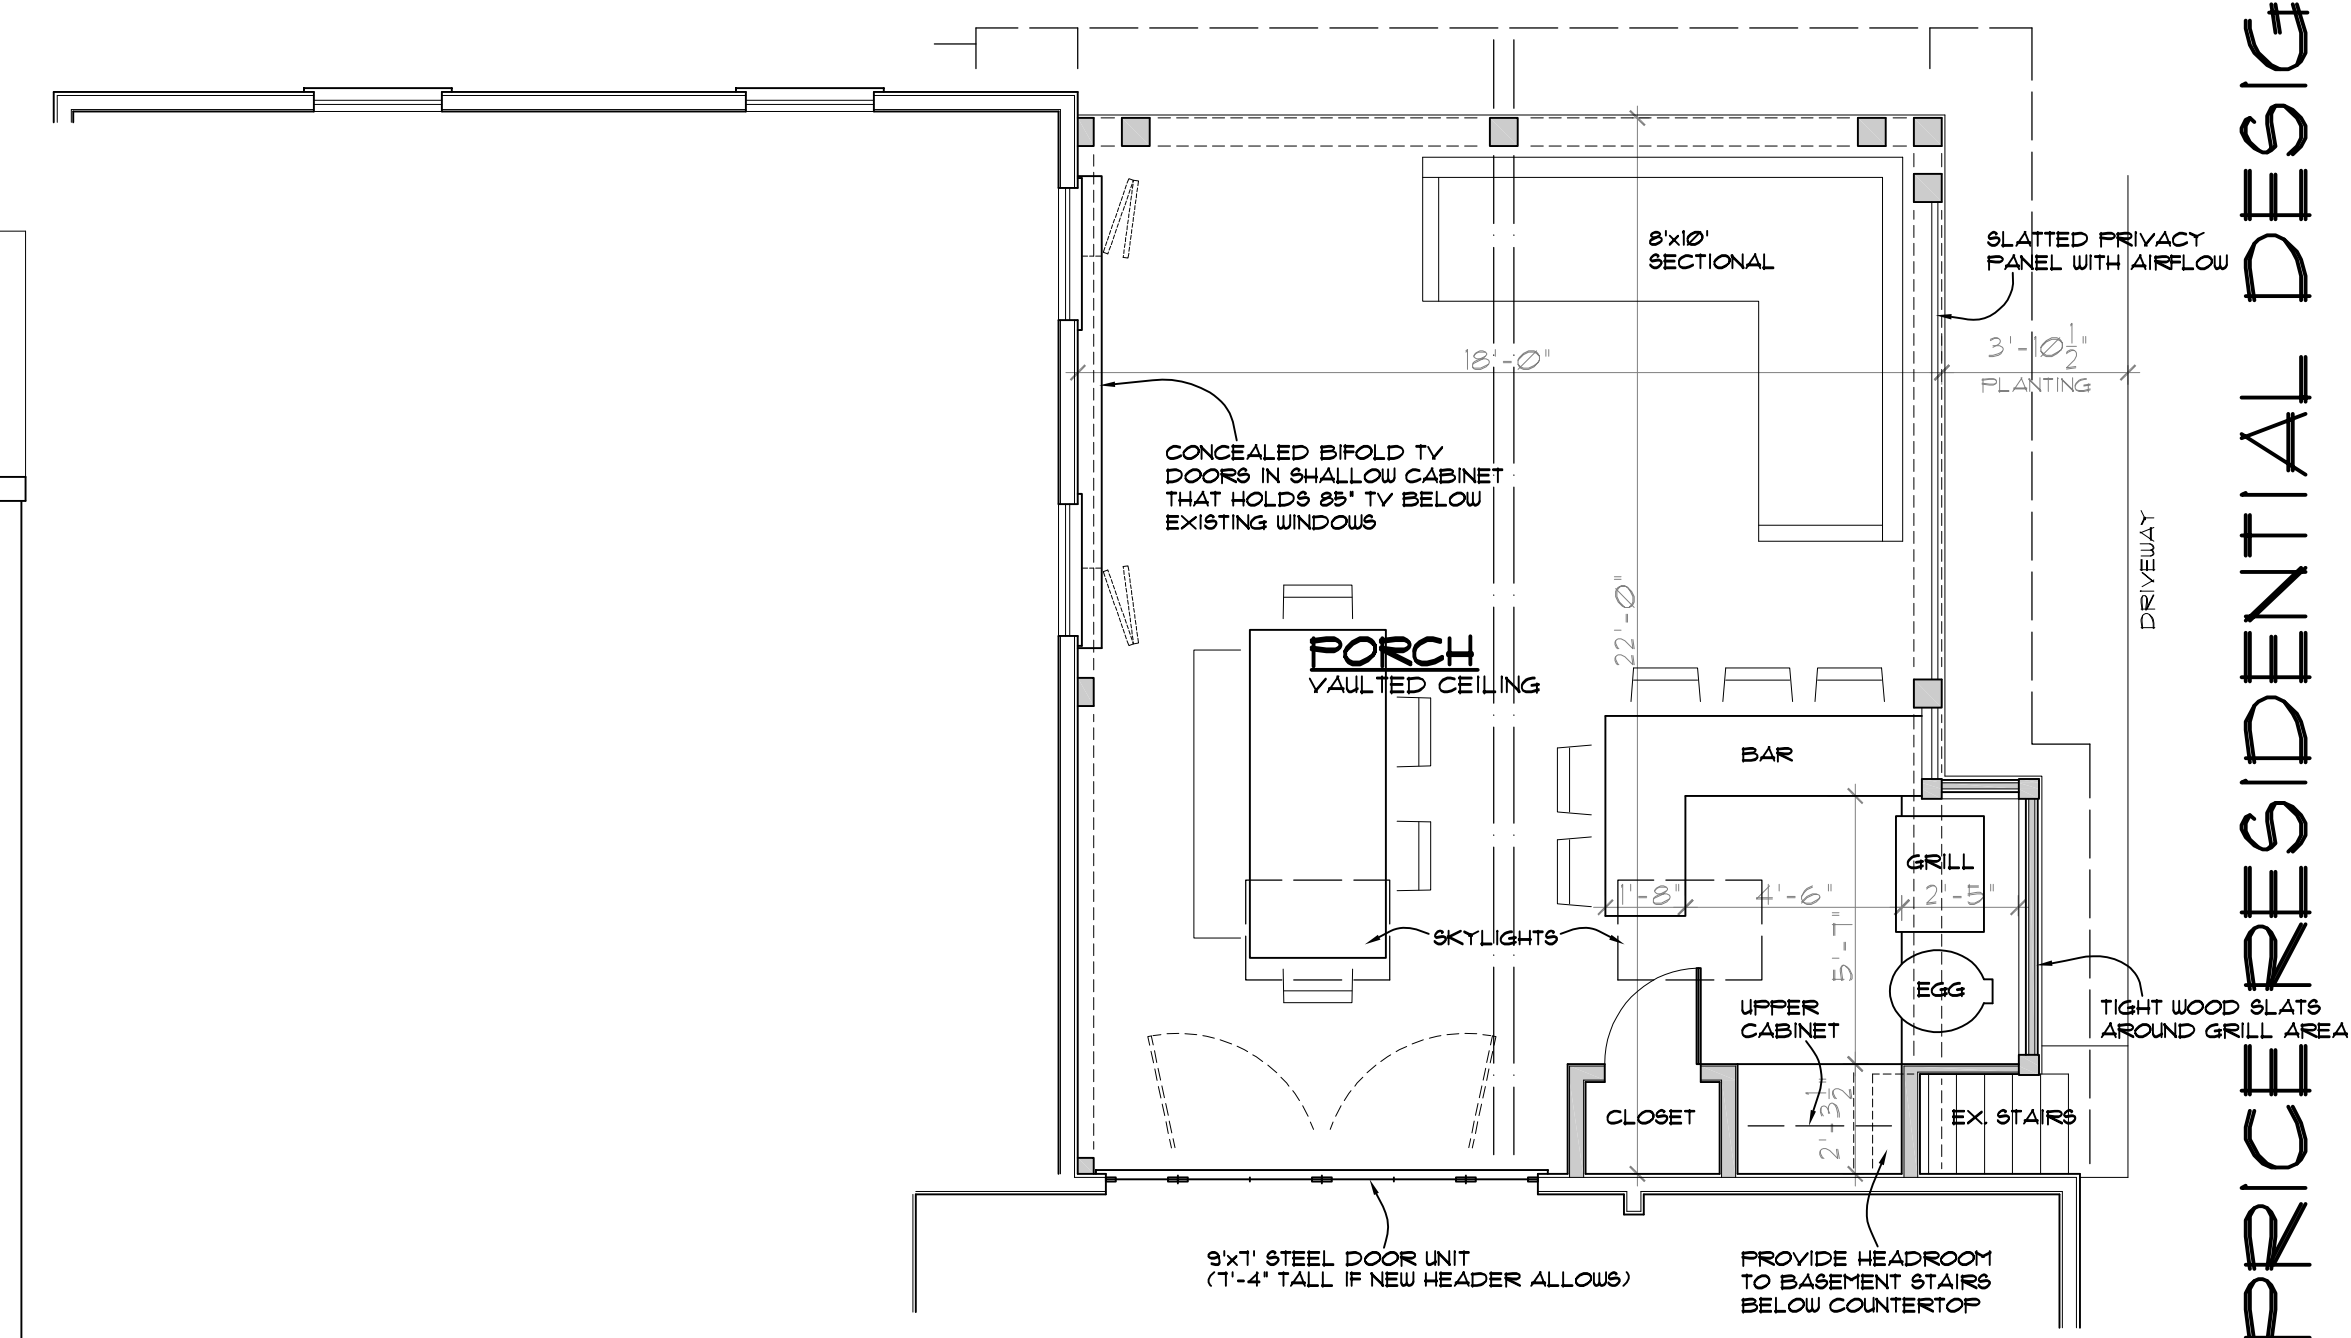 8'x10'
SECTIONAL
SLATTED PRIVACY
PANEL WITH AIRFLOW
18'-0"
3'-10 1/2"
PLANTING
CONCEALED BIFOLD TV
DOORS IN SHALLOW CABINET
THAT HOLDS 85" TV BELOW
EXISTING WINDOWS
DRIVEWAY
22'-0"
PORCH
VAULTED CEILING
BAR
GRILL
1'-8"
4'-6"
2'-5"
SKYLIGHTS
5'-7"
EGG
UPPER
CABINET
TIGHT WOOD SLATS
AROUND GRILL AREA
CLOSET
2'-3 1/2"
EX. STAIRS
9'x7' STEEL DOOR UNIT
(7'-4" TALL IF NEW HEADER ALLOWS)
PROVIDE HEADROOM
TO BASEMENT STAIRS
BELOW COUNTERTOP
PRICE RESIDENTIAL DESIG